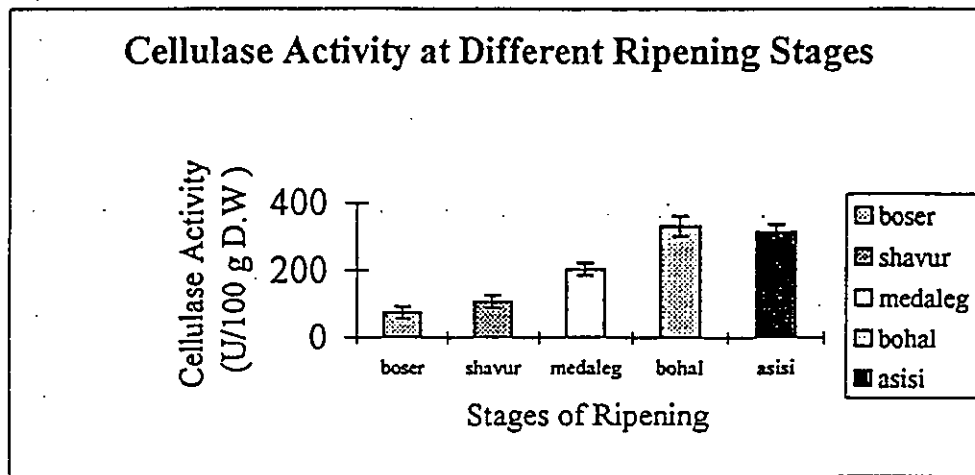 Cellulase Activity at Different Ripening Stages
Cellulase Activity
(U/100 g D.W )
400
200
0
boser shavur medaleg bohal asisi
Stages of Ripening
boser
shavur
medaleg
bohal
asisi